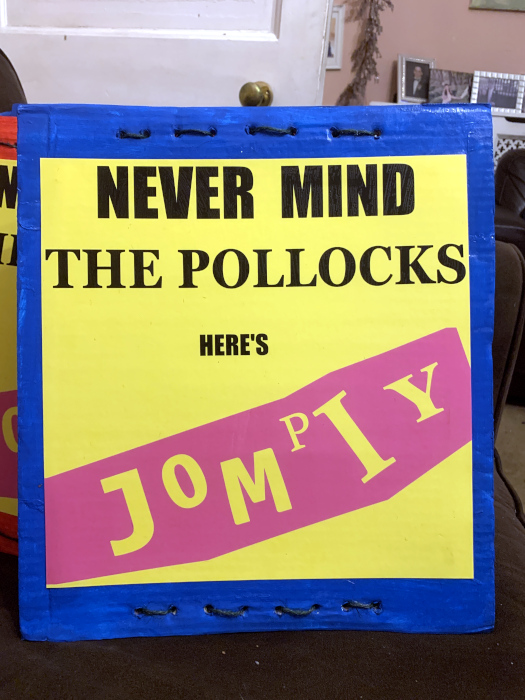 NEVER MIND
THE POLLOCKS
HERE'S
JOMPIY